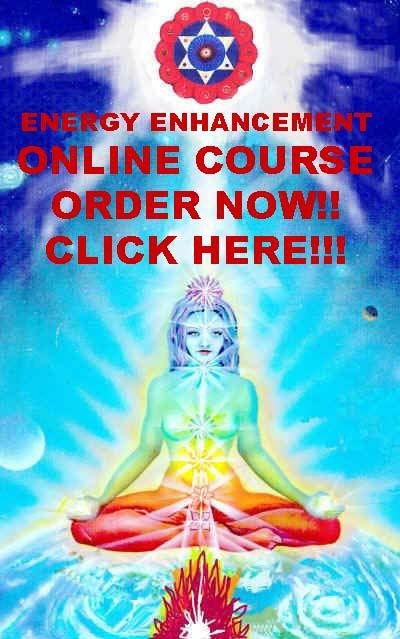 ENERGY ENHANCEMENT
ONLINE COURSE
ORDER NOW!!
CLICK HERE!!!